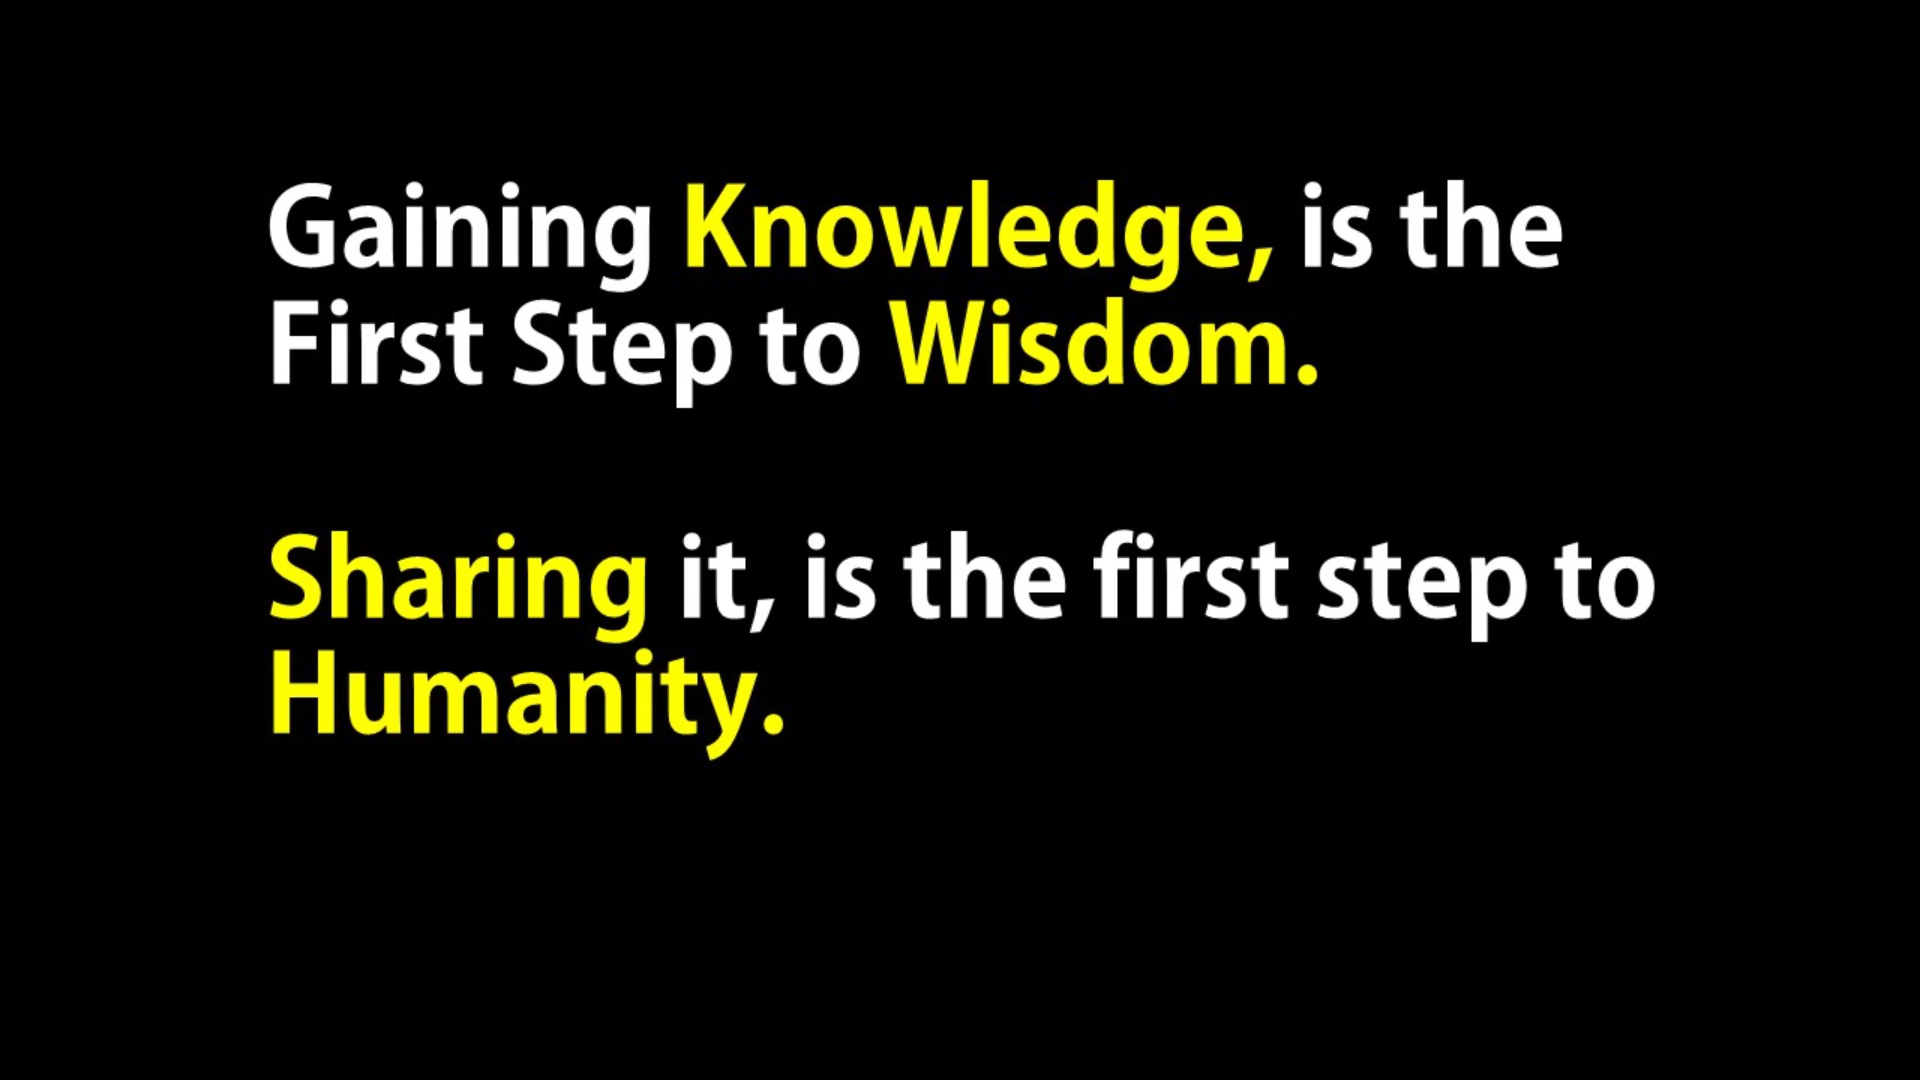 Gaining Knowledge, is the
First Step to Wisdom.
Sharing it, is the first step to
Humanity.